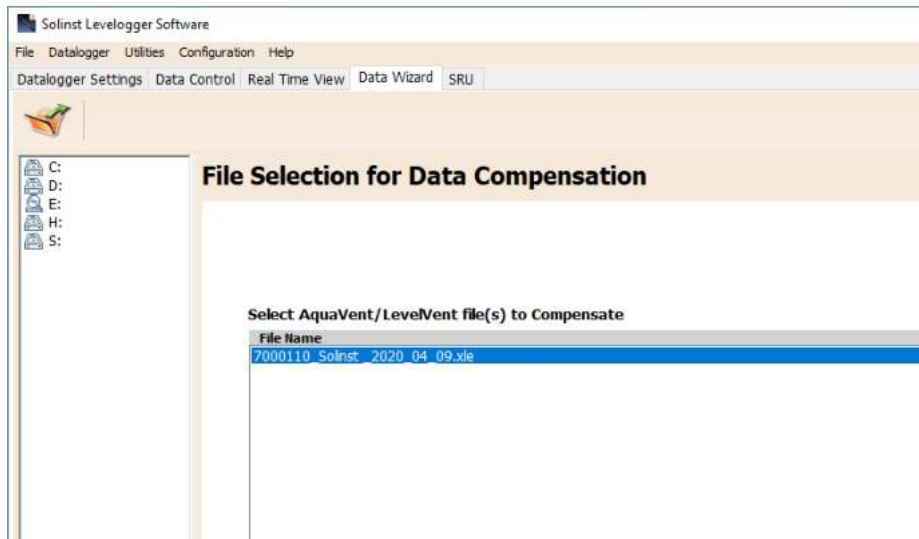 Solinst Levelogger Software
File Datalogger Utilities Configuration Help
Datalogger Settings Data Control Real Time View Data Wizard SRU
C:
D:
E:
H:
S:
File Selection for Data Compensation
Select AquaVent/LevelVent file(s) to Compensate
File Name
7000110_Solinst _2020_04_09.xle